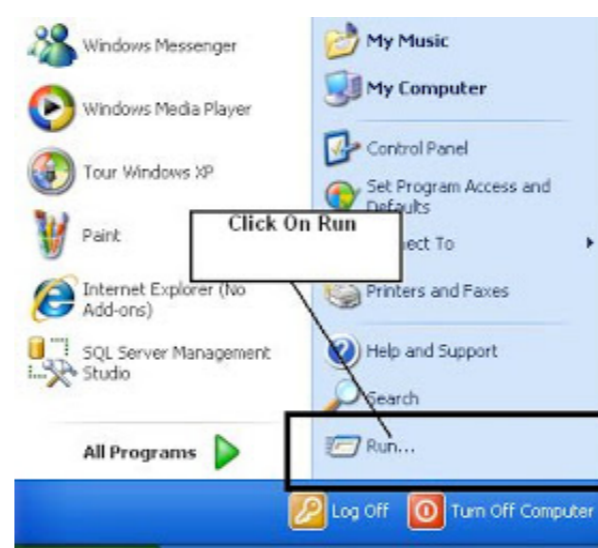 Windows Messenger
Windows Media Player
Tour Windows XP
Paint
Internet Explorer (No
Add-ons)
SQL Server Management
Studio
All Programs
My Music
My Computer
Control Panel
Set Program Access and
Defaults
Click On Run
nect To
Printers and Faxes
Help and Support
Search
Run...
Log Off
Turn Off Computer